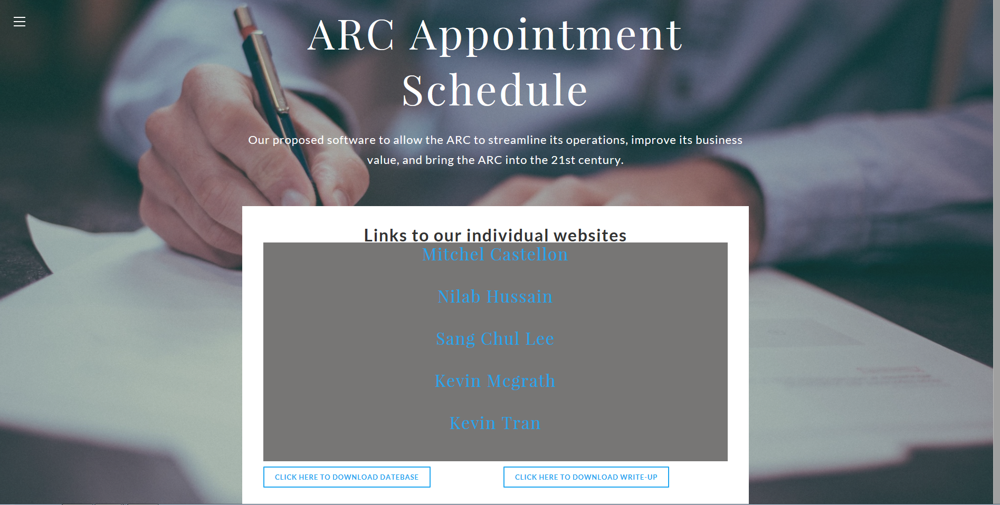 ARC Appointment
Schedule
Our proposed software to allow the ARC to streamline its operations, improve its business
value, and bring the ARC into the 21st century.
Links to our individual websites
Mitchel Castellon
Nilab Hussain
Sang Chul Lee
Kevin Mcgrath
Kevin Tran
CLICK HERE TO DOWNLOAD DATEBASE
CLICK HERE TO DOWNLOAD WRITE-UP